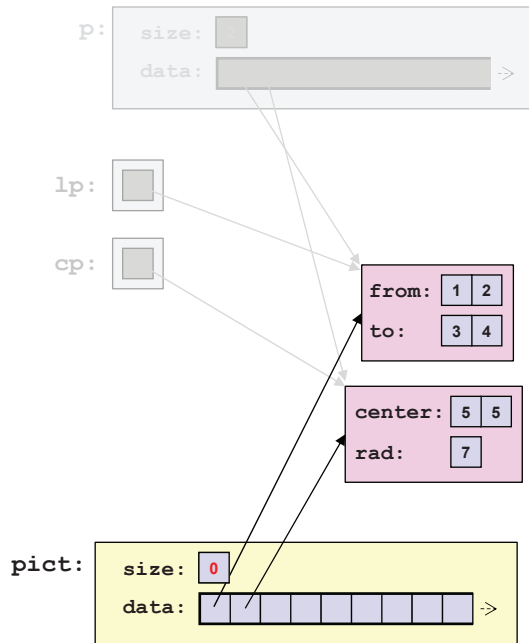 p:
size: 2
data:
lp:
cp:
from: 1 2
to: 3 4
center: 5 5
rad: 7
pict:
size: 0
data: